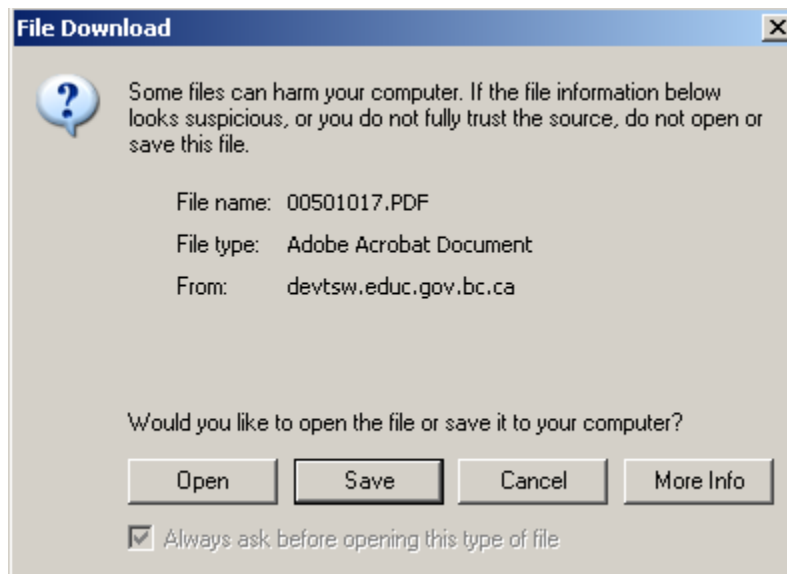 File Download
Some files can harm your computer. If the file information below
looks suspicious, or you do not fully trust the source, do not open or
save this file.
File name: 00501017.PDF
File type: Adobe Acrobat Document
From: devtsw.educ.gov.bc.ca
Would you like to open the file or save it to your computer?
Open Save Cancel More Info
Always ask before opening this type of file